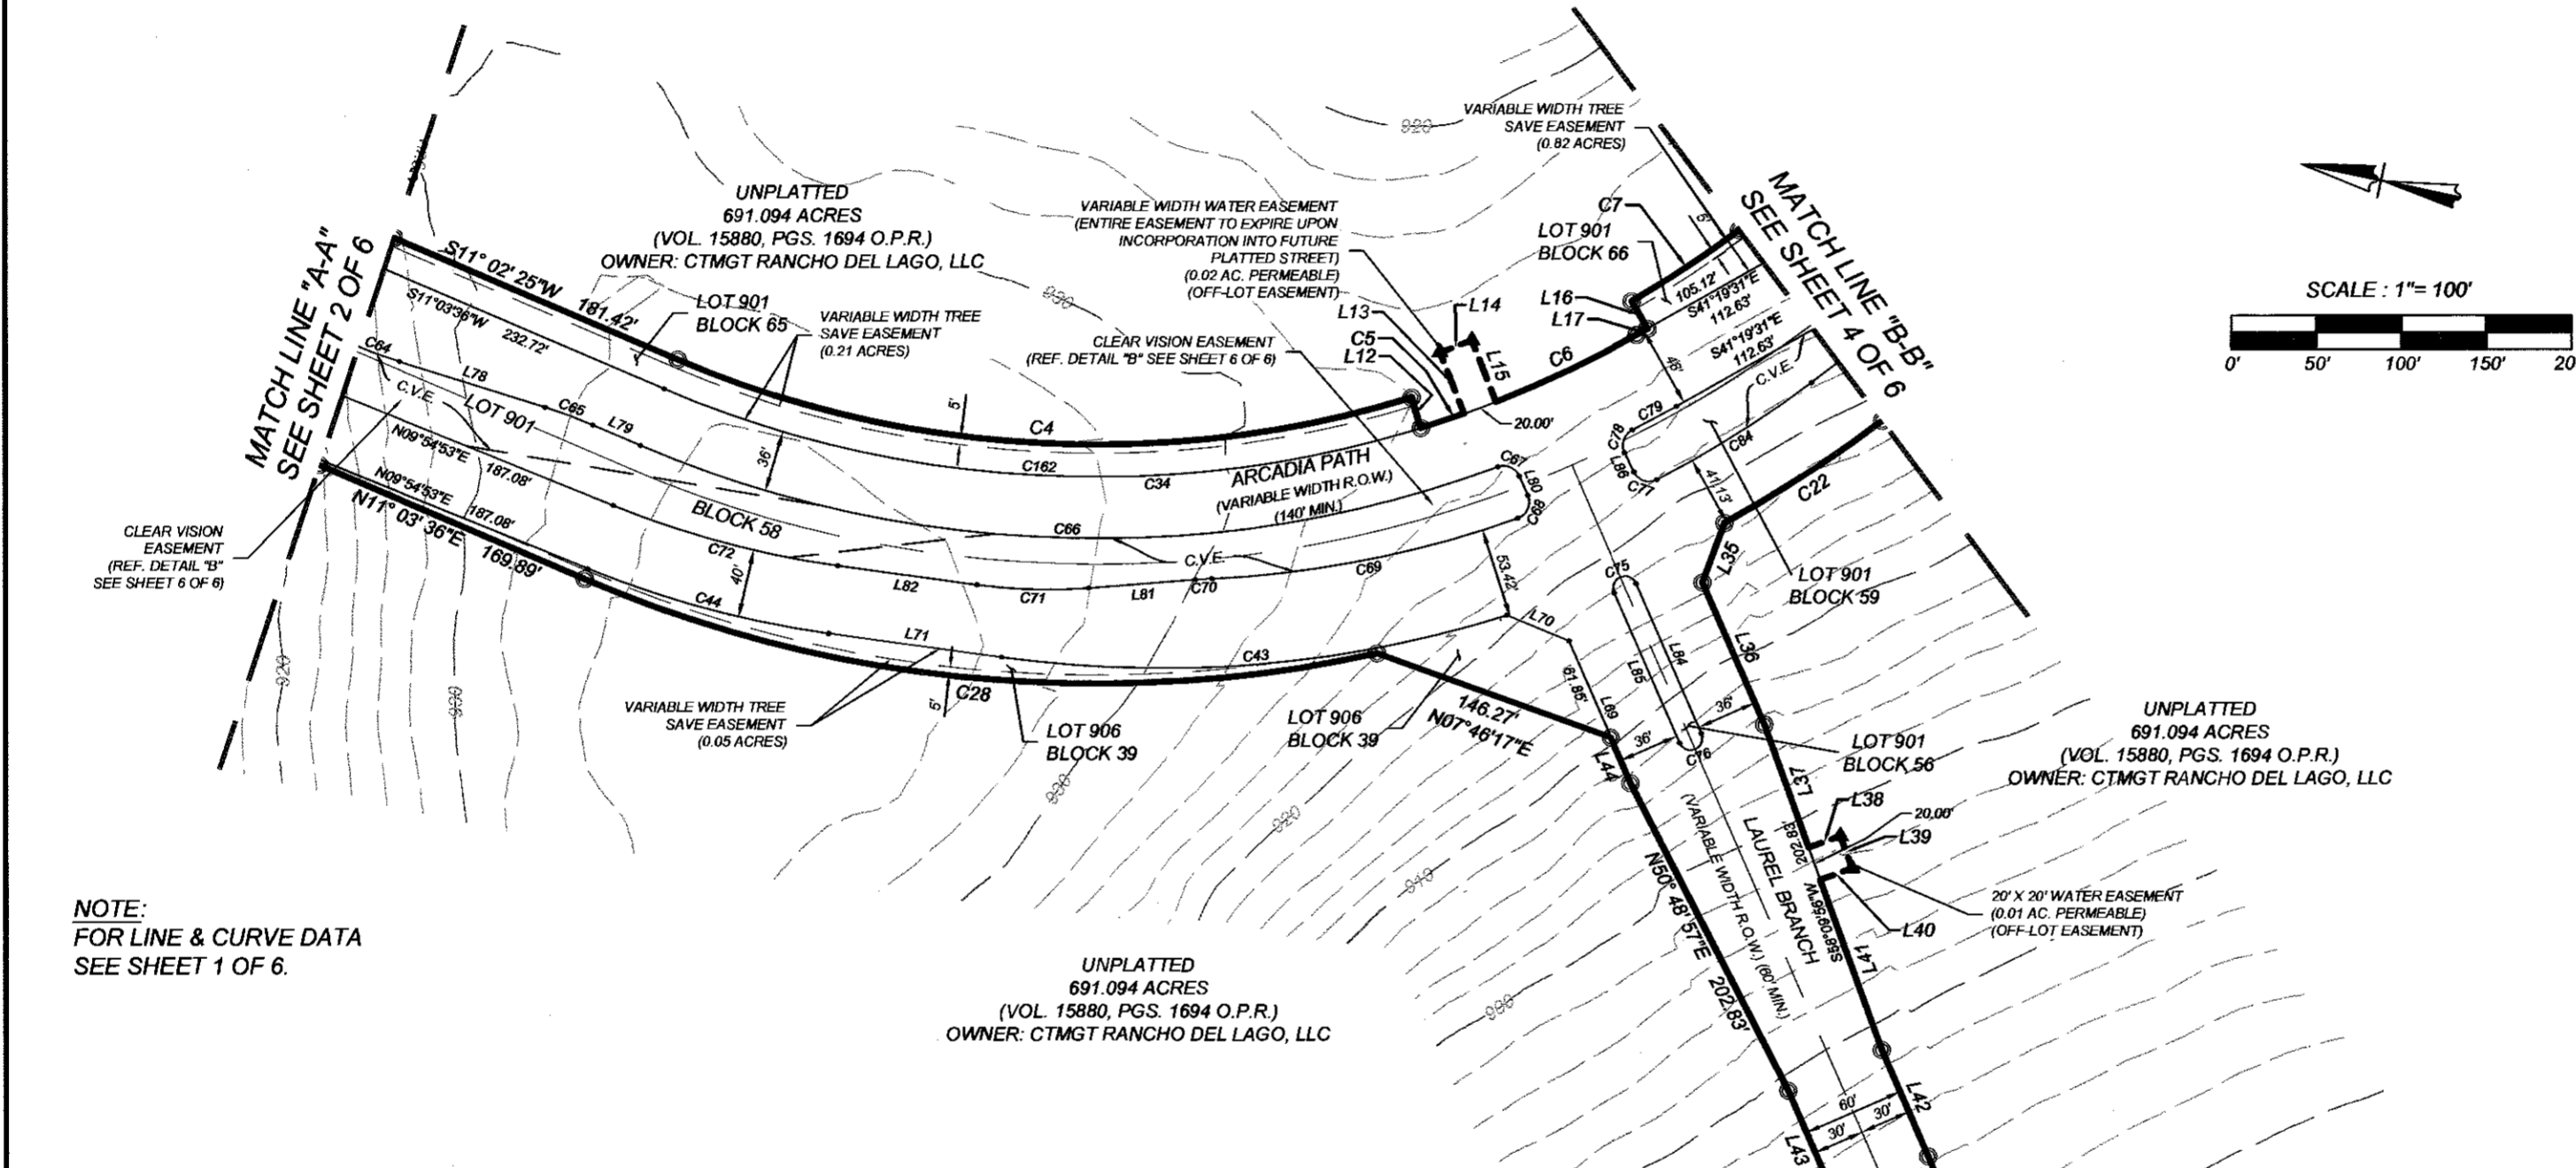 MATCH LINE "A-A"
SEE SHEET 2 OF 6
UNPLATTED
691.094 ACRES
(VOL. 15880, PGS. 1694 O.P.R.)
OWNER: CTMGT RANCHO DEL LAGO, LLC
S11° 02' 25"W
181.42'
S11°03'36"W
232.72'
LOT 901
BLOCK 65
VARIABLE WIDTH TREE
SAVE EASEMENT
(0.21 ACRES)
930
VARIABLE WIDTH WATER EASEMENT
(ENTIRE EASEMENT TO EXPIRE UPON
INCORPORATION INTO FUTURE
PLATTED STREET)
(0.02 AC. PERMEABLE)
(OFF-LOT EASEMENT)
CLEAR VISION EASEMENT
(REF. DETAIL "B" SEE SHEET 6 OF 6)
L13
C5
L12
L14
L15
C6
20.00'
920
VARIABLE WIDTH TREE
SAVE EASEMENT
(0.82 ACRES)
C7
LOT 901
BLOCK 66
L16
L17
5'
105.12'
S41°19'31"E
112.63'
S41°19'31"E
112.63'
MATCH LINE "B-B"
SEE SHEET 4 OF 6
SCALE : 1"= 100'
0'
50'
100'
150'
20
C64
L78
C.V.E.
LOT 901
C65
L79
N09°54'53"E
187.08'
N09°54'53"E
187.08'
N11° 03' 36"E
169.89'
CLEAR VISION
EASEMENT
(REF. DETAIL "B"
SEE SHEET 6 OF 6)
BLOCK 58
36'
5'
C4
C162
C34
ARCADIA PATH
(VARIABLE WIDTH R.O.W.)
(140' MIN.)
C66
C.V.E.
C67
L80
C68
C69
C70
L81
C71
L82
C72
40'
C44
L71
C43
C28
5'
53.42'
L70
61.85'
L69
46'
C79
C78
L86
C77
C84
C.V.E.
41.13'
C22
L35
LOT 901
BLOCK 59
C75
L84
L85
L36
36'
36'
C76
LOT 901
BLOCK 56
L44
VARIABLE WIDTH TREE
SAVE EASEMENT
(0.05 ACRES)
LOT 906
BLOCK 39
LOT 906
BLOCK 39
146.27'
N07°46'17"E
L37
L38
20.00'
L39
202.83'
S58°09'56"W
L40
L41
20' X 20' WATER EASEMENT
(0.01 AC. PERMEABLE)
(OFF-LOT EASEMENT)
UNPLATTED
691.094 ACRES
(VOL. 15880, PGS. 1694 O.P.R.)
OWNER: CTMGT RANCHO DEL LAGO, LLC
LAUREL BRANCH
(VARIABLE WIDTH R.O.W.) (60' MIN.)
N50° 48' 57"E
202.83'
920
930
920
910
900
NOTE:
FOR LINE & CURVE DATA
SEE SHEET 1 OF 6.
UNPLATTED
691.094 ACRES
(VOL. 15880, PGS. 1694 O.P.R.)
OWNER: CTMGT RANCHO DEL LAGO, LLC
60'
30'
30'
L42
L43